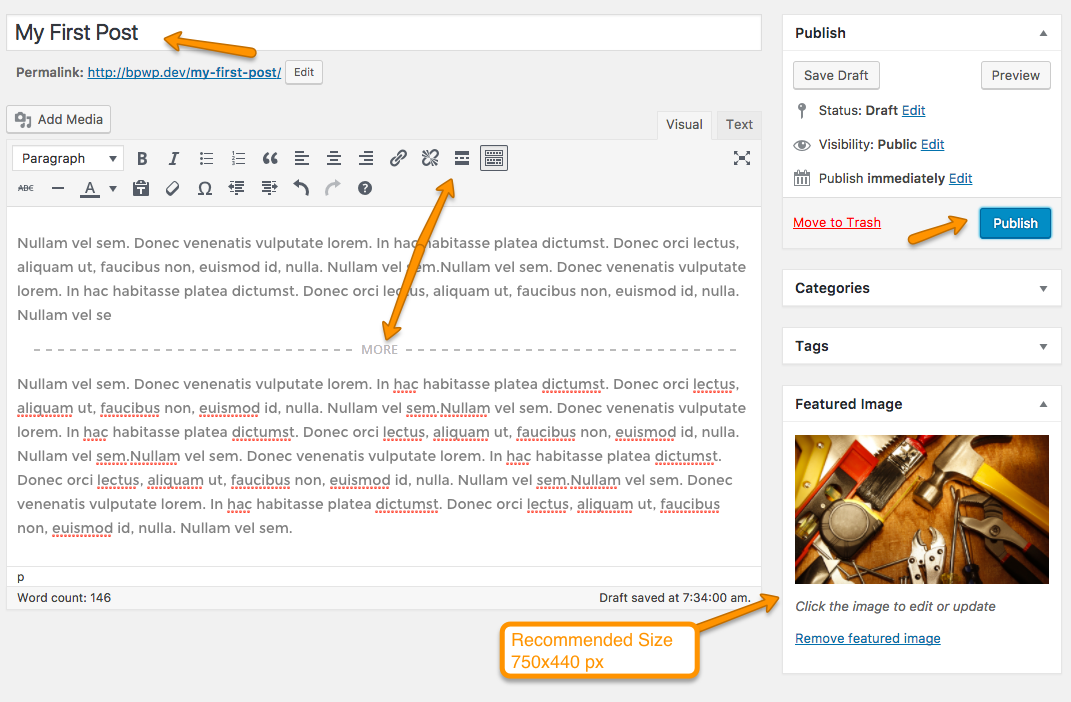 My First Post
Permalink: http://bpwp.dev/my-first-post/ Edit
Add Media
Visual Text
Paragraph B I
ABC A Ω ?
Nullam vel sem. Donec venenatis vulputate lorem. In hac habitasse platea dictumst. Donec orci lectus,
aliquam ut, faucibus non, euismod id, nulla. Nullam vel sem.Nullam vel sem. Donec venenatis vulputate
lorem. In hac habitasse platea dictumst. Donec orci lectus, aliquam ut, faucibus non, euismod id, nulla.
Nullam vel se
MORE
Nullam vel sem. Donec venenatis vulputate lorem. In hac habitasse platea dictumst. Donec orci lectus,
aliquam ut, faucibus non, euismod id, nulla. Nullam vel sem.Nullam vel sem. Donec venenatis vulputate
lorem. In hac habitasse platea dictumst. Donec orci lectus, aliquam ut, faucibus non, euismod id, nulla.
Nullam vel sem.Nullam vel sem. Donec venenatis vulputate lorem. In hac habitasse platea dictumst.
Donec orci lectus, aliquam ut, faucibus non, euismod id, nulla. Nullam vel sem.Nullam vel sem. Donec
venenatis vulputate lorem. In hac habitasse platea dictumst. Donec orci lectus, aliquam ut, faucibus
non, euismod id, nulla. Nullam vel sem.
p
Word count: 146 Draft saved at 7:34:00 am.
Recommended Size
750x440 px
Publish
Save Draft Preview
Status: Draft Edit
Visibility: Public Edit
Publish immediately Edit
Move to Trash Publish
Categories
Tags
Featured Image
Click the image to edit or update
Remove featured image